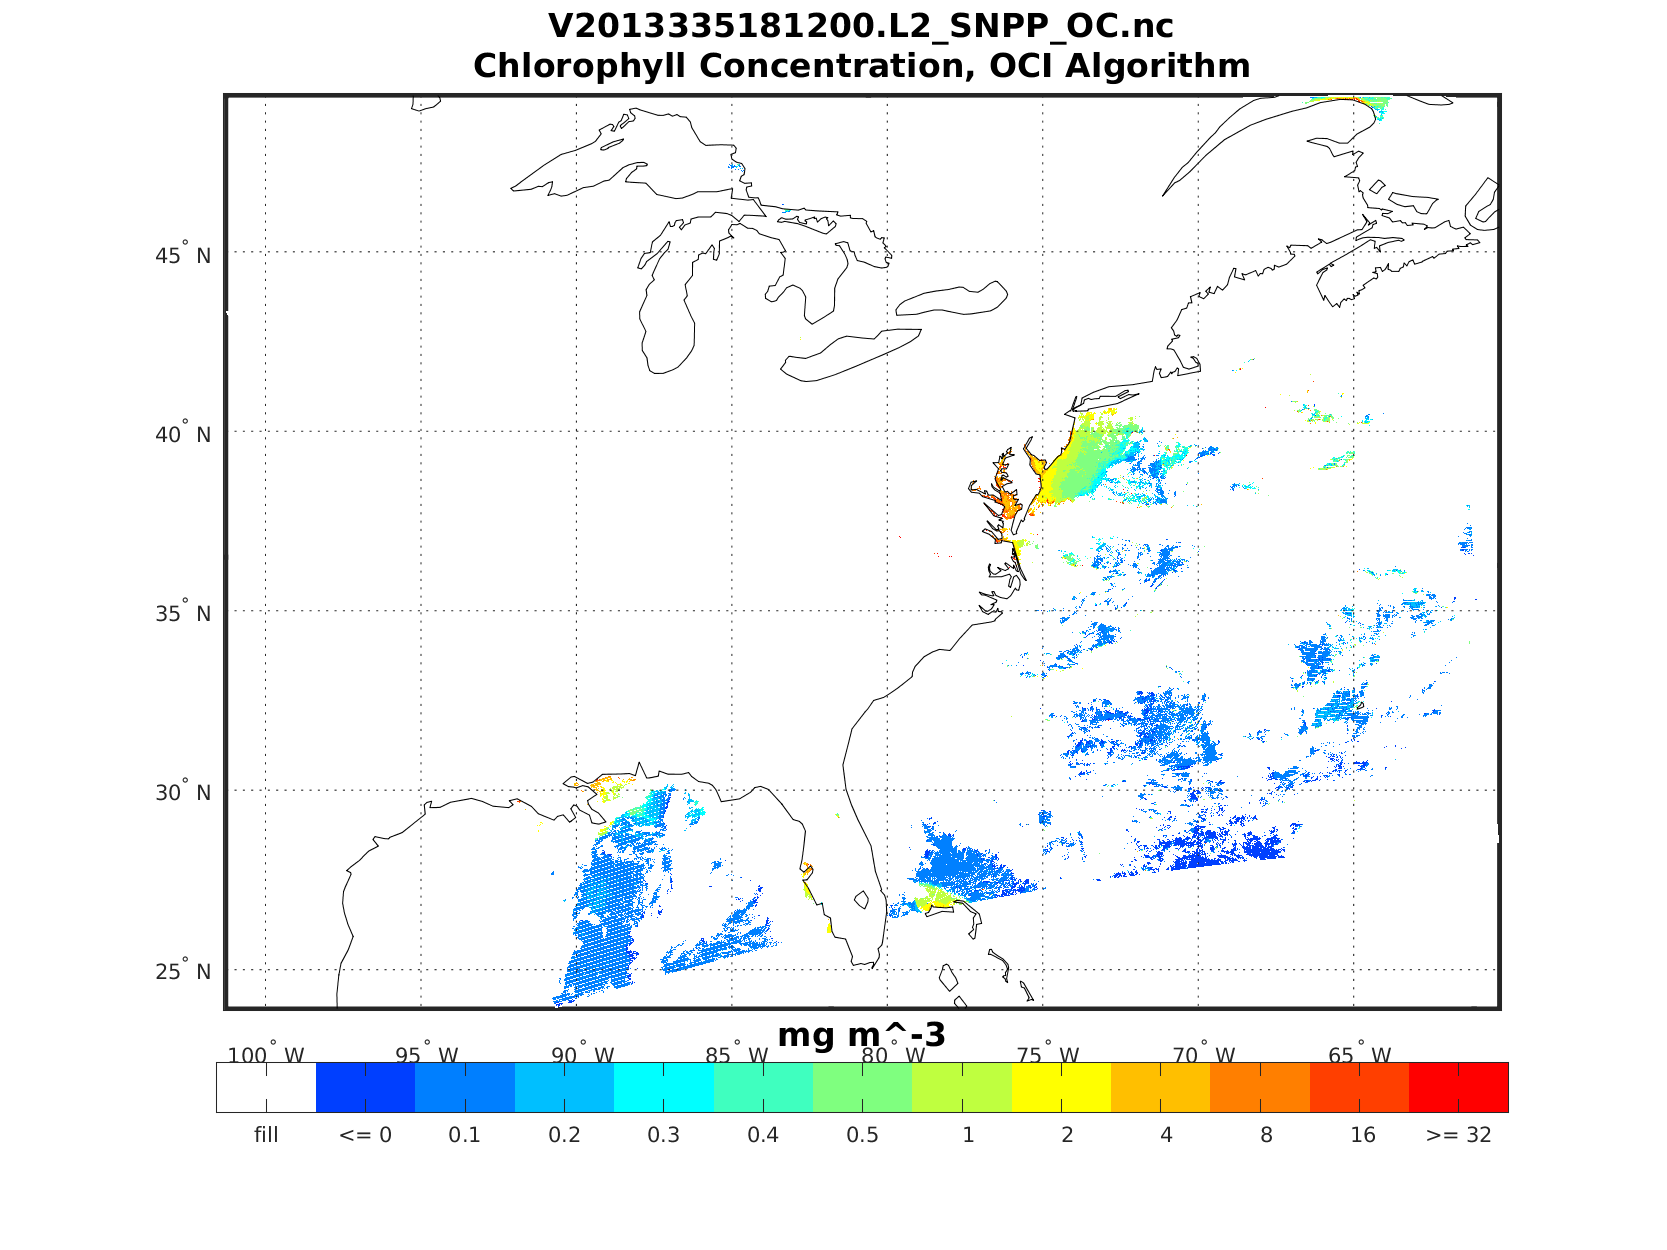 V2013335181200.L2_SNPP_OC.nc
Chlorophyll Concentration, OCI Algorithm
45° N
40° N
35° N
30° N
25° N
mg m^-3
100° W 95° W 90° W 85° W 80° W 75° W 70° W 65° W
fill <= 0 0.1 0.2 0.3 0.4 0.5 1 2 4 8 16 >= 32